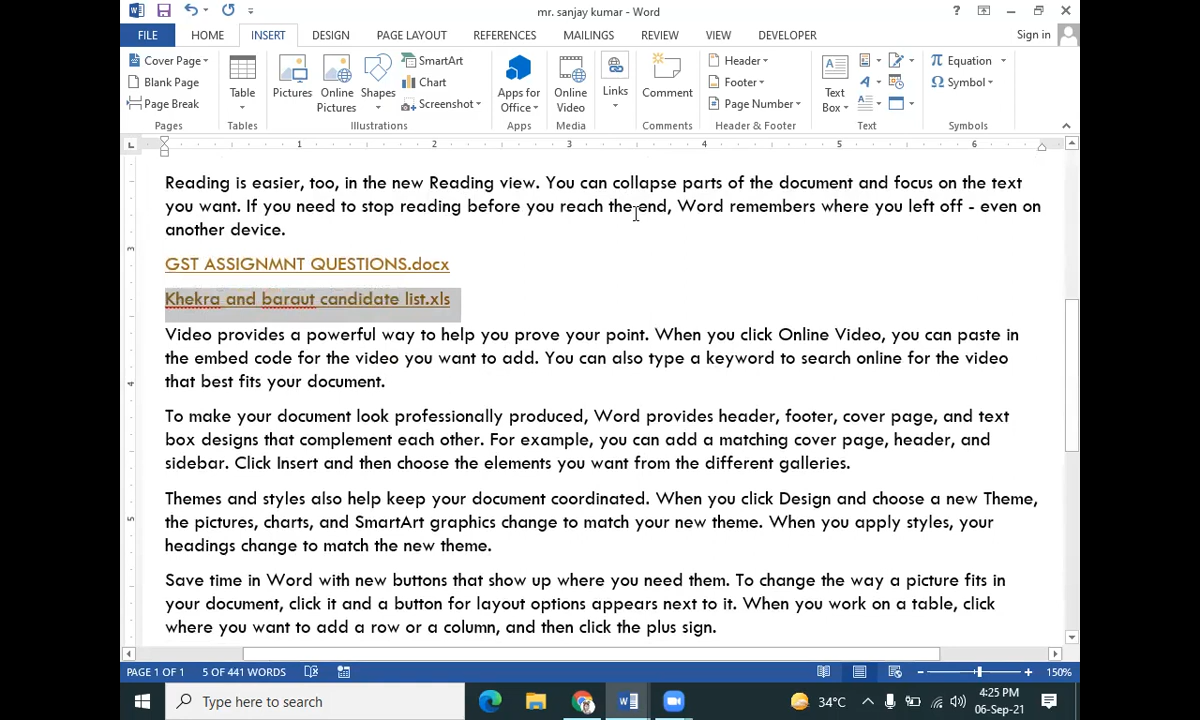 mr. sanjay kumar - Word
?
FILE HOME INSERT DESIGN PAGE LAYOUT REFERENCES MAILINGS REVIEW VIEW DEVELOPER Sign in
Cover Page
Blank Page
Page Break
Pages
Table
Tables
Pictures
Online Pictures
Shapes
SmartArt
Chart
Screenshot
Illustrations
Apps for Office
Apps
Online Video
Media
Links
Comment
Comments
Header
Footer
Page Number
Header & Footer
Text Box
Text
Equation
Symbol
Symbols
1 2 3 4 5 6
Reading is easier, too, in the new Reading view. You can collapse parts of the document and focus on the text
you want. If you need to stop reading before you reach the end, Word remembers where you left off - even on
another device.
GST ASSIGNMNT QUESTIONS.docx
Khekra and baraut candidate list.xls
Video provides a powerful way to help you prove your point. When you click Online Video, you can paste in
the embed code for the video you want to add. You can also type a keyword to search online for the video
that best fits your document.
To make your document look professionally produced, Word provides header, footer, cover page, and text
box designs that complement each other. For example, you can add a matching cover page, header, and
sidebar. Click Insert and then choose the elements you want from the different galleries.
Themes and styles also help keep your document coordinated. When you click Design and choose a new Theme,
the pictures, charts, and SmartArt graphics change to match your new theme. When you apply styles, your
headings change to match the new theme.
Save time in Word with new buttons that show up where you need them. To change the way a picture fits in
your document, click it and a button for layout options appears next to it. When you work on a table, click
where you want to add a row or a column, and then click the plus sign.
3
4
5
PAGE 1 OF 1 5 OF 441 WORDS 150%
Type here to search
34°C
4:25 PM
06-Sep-21